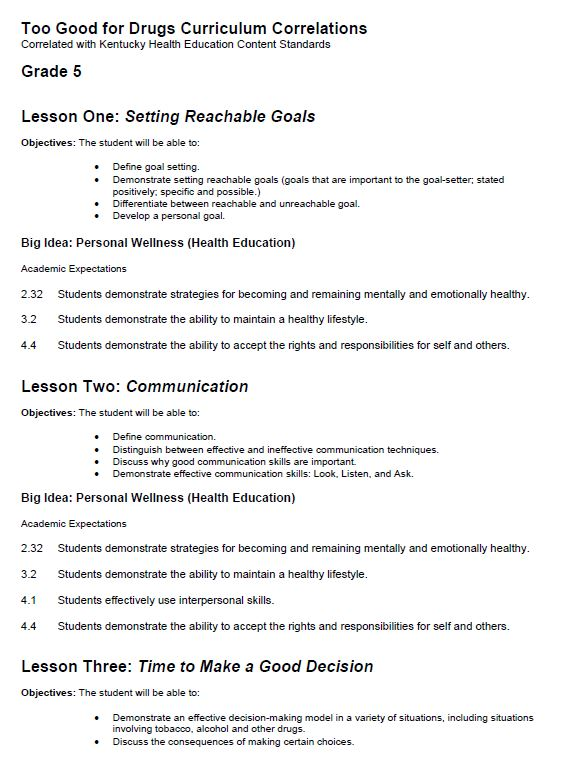 Too Good for Drugs Curriculum Correlations
Correlated with Kentucky Health Education Content Standards
Grade 5
Lesson One: Setting Reachable Goals
Objectives: The student will be able to:
• Define goal setting.
• Demonstrate setting reachable goals (goals that are important to the goal-setter; stated
positively; specific and possible.)
• Differentiate between reachable and unreachable goal.
• Develop a personal goal.
Big Idea: Personal Wellness (Health Education)
Academic Expectations
2.32 Students demonstrate strategies for becoming and remaining mentally and emotionally healthy.
3.2 Students demonstrate the ability to maintain a healthy lifestyle.
4.4 Students demonstrate the ability to accept the rights and responsibilities for self and others.
Lesson Two: Communication
Objectives: The student will be able to:
• Define communication.
• Distinguish between effective and ineffective communication techniques.
• Discuss why good communication skills are important.
• Demonstrate effective communication skills: Look, Listen, and Ask.
Big Idea: Personal Wellness (Health Education)
Academic Expectations
2.32 Students demonstrate strategies for becoming and remaining mentally and emotionally healthy.
3.2 Students demonstrate the ability to maintain a healthy lifestyle.
4.1 Students effectively use interpersonal skills.
4.4 Students demonstrate the ability to accept the rights and responsibilities for self and others.
Lesson Three: Time to Make a Good Decision
Objectives: The student will be able to:
• Demonstrate an effective decision-making model in a variety of situations, including situations
involving tobacco, alcohol and other drugs.
• Discuss the consequences of making certain choices.